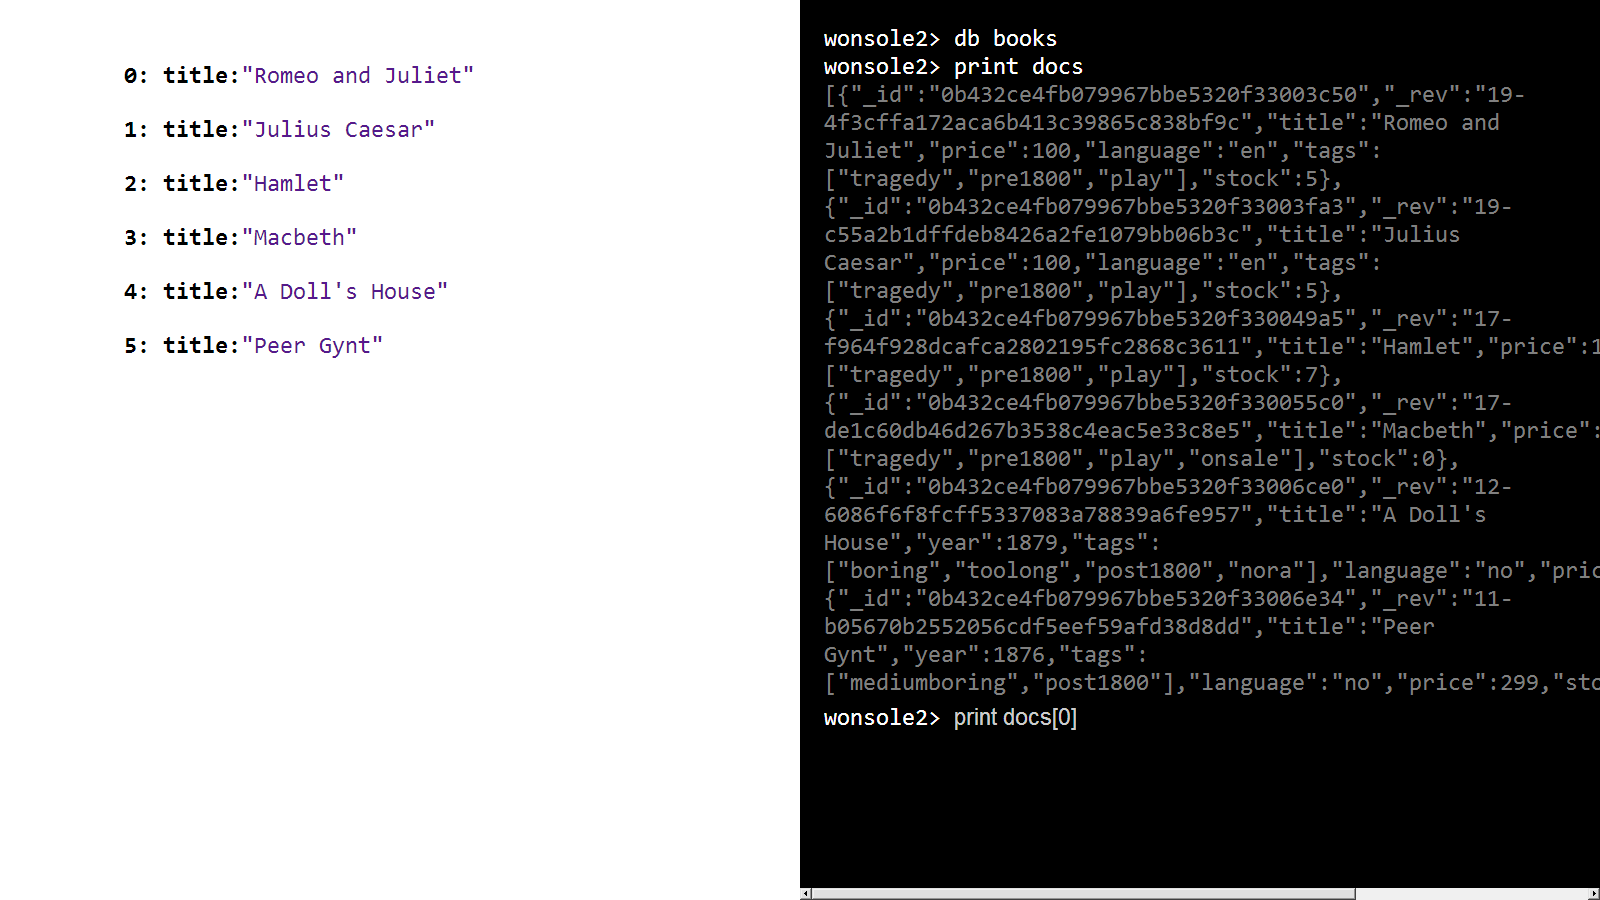 0: title:"Romeo and Juliet"
1: title:"Julius Caesar"
2: title:"Hamlet"
3: title:"Macbeth"
4: title:"A Doll's House"
5: title:"Peer Gynt"
wonsole2> db books
wonsole2> print docs
[{"_id":"0b432ce4fb079967bbe5320f33003c50","_rev":"19-
4f3cffa172aca6b413c39865c838bf9c","title":"Romeo and
Juliet","price":100,"language":"en","tags":
["tragedy","pre1800","play"],"stock":5},
{"_id":"0b432ce4fb079967bbe5320f33003fa3","_rev":"19-
c55a2b1dffdeb8426a2fe1079bb06b3c","title":"Julius
Caesar","price":100,"language":"en","tags":
["tragedy","pre1800","play"],"stock":5},
{"_id":"0b432ce4fb079967bbe5320f330049a5","_rev":"17-
f964f928dcafca2802195fc2868c3611","title":"Hamlet","price":1
["tragedy","pre1800","play"],"stock":7},
{"_id":"0b432ce4fb079967bbe5320f330055c0","_rev":"17-
de1c60db46d267b3538c4eac5e33c8e5","title":"Macbeth","price":
["tragedy","pre1800","play","onsale"],"stock":0},
{"_id":"0b432ce4fb079967bbe5320f33006ce0","_rev":"12-
6086f6f8fcff5337083a78839a6fe957","title":"A Doll's
House","year":1879,"tags":
["boring","toolong","post1800","nora"],"language":"no","pric
{"_id":"0b432ce4fb079967bbe5320f33006e34","_rev":"11-
b05670b2552056cdf5eef59afd38d8dd","title":"Peer
Gynt","year":1876,"tags":
["mediumboring","post1800"],"language":"no","price":299,"sto
wonsole2> print docs[0]